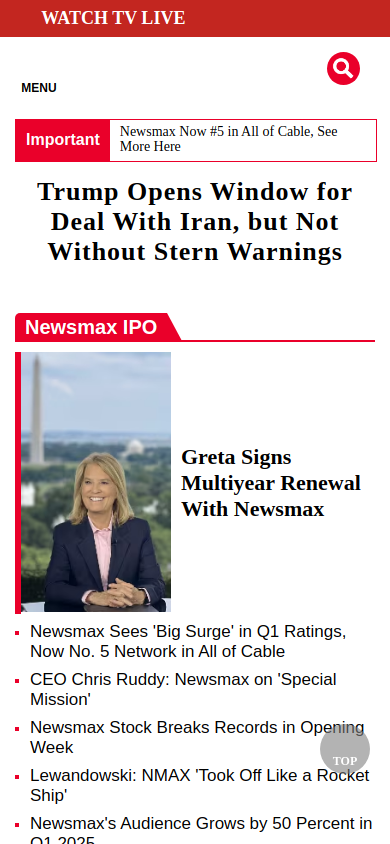 WATCH TV LIVE
MENU
Important
Newsmax Now #5 in All of Cable, See
More Here
Trump Opens Window for
Deal With Iran, but Not
Without Stern Warnings
Newsmax IPO
Greta Signs
Multiyear Renewal
With Newsmax
Newsmax Sees 'Big Surge' in Q1 Ratings,
Now No. 5 Network in All of Cable
CEO Chris Ruddy: Newsmax on 'Special
Mission'
Newsmax Stock Breaks Records in Opening
Week
Lewandowski: NMAX 'Took Off Like a Rocket
Ship'
TOP
Newsmax's Audience Grows by 50 Percent in
Q1 2025